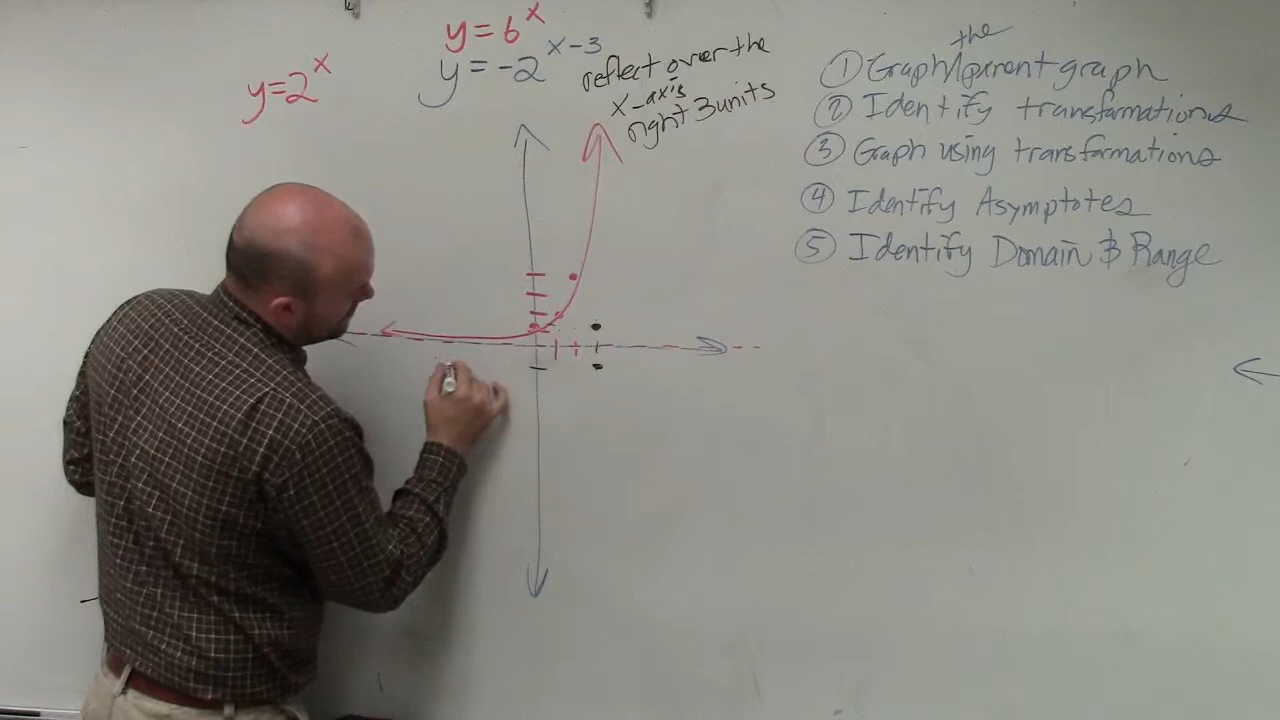 y = 6^x
y = -2^{x-3}
y=2^x
reflect over the
x-axis
right 3 units
the
① Graph parent graph
② Identify transformations
③ Graph using transformations
④ Identify Asymptotes
⑤ Identify Domain & Range